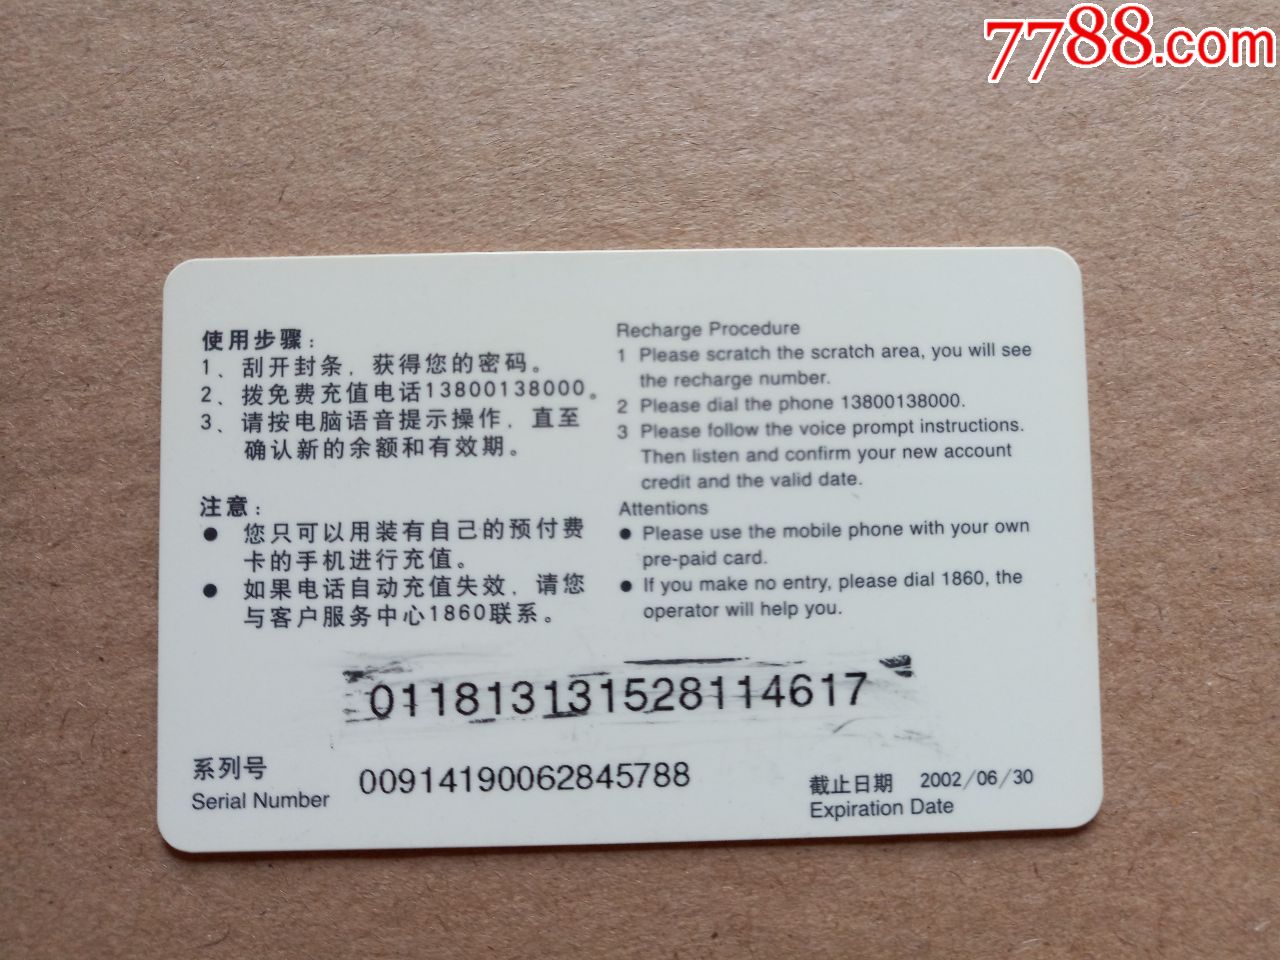 7788.com
使用步骤：
1、刮开封条，获得您的密码。
2、拨免费充值电话13800138000。
3、请按电脑语音提示操作，直至
确认新的余额和有效期。
注意：
● 您只可以用装有自己的预付费
卡的手机进行充值。
● 如果电话自动充值失效，请您
与客户服务中心1860联系。
Recharge Procedure
1 Please scratch the scratch area, you will see
the recharge number.
2 Please dial the phone 13800138000.
3 Please follow the voice prompt instructions.
Then listen and confirm your new account
credit and the valid date.
Attentions
● Please use the mobile phone with your own
pre-paid card.
● If you make no entry, please dial 1860, the
operator will help you.
011813131528114617
系列号
Serial Number
00914190062845788
截止日期 2002/06/30
Expiration Date